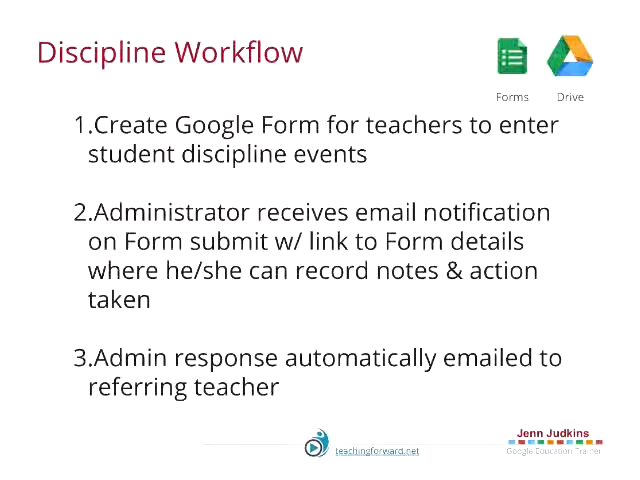 Discipline Workflow
Forms
Drive
1.Create Google Form for teachers to enter
student discipline events
2.Administrator receives email notification
on Form submit w/ link to Form details
where he/she can record notes & action
taken
3.Admin response automatically emailed to
referring teacher
teachingforward.net
Jenn Judkins
Google Education Trainer